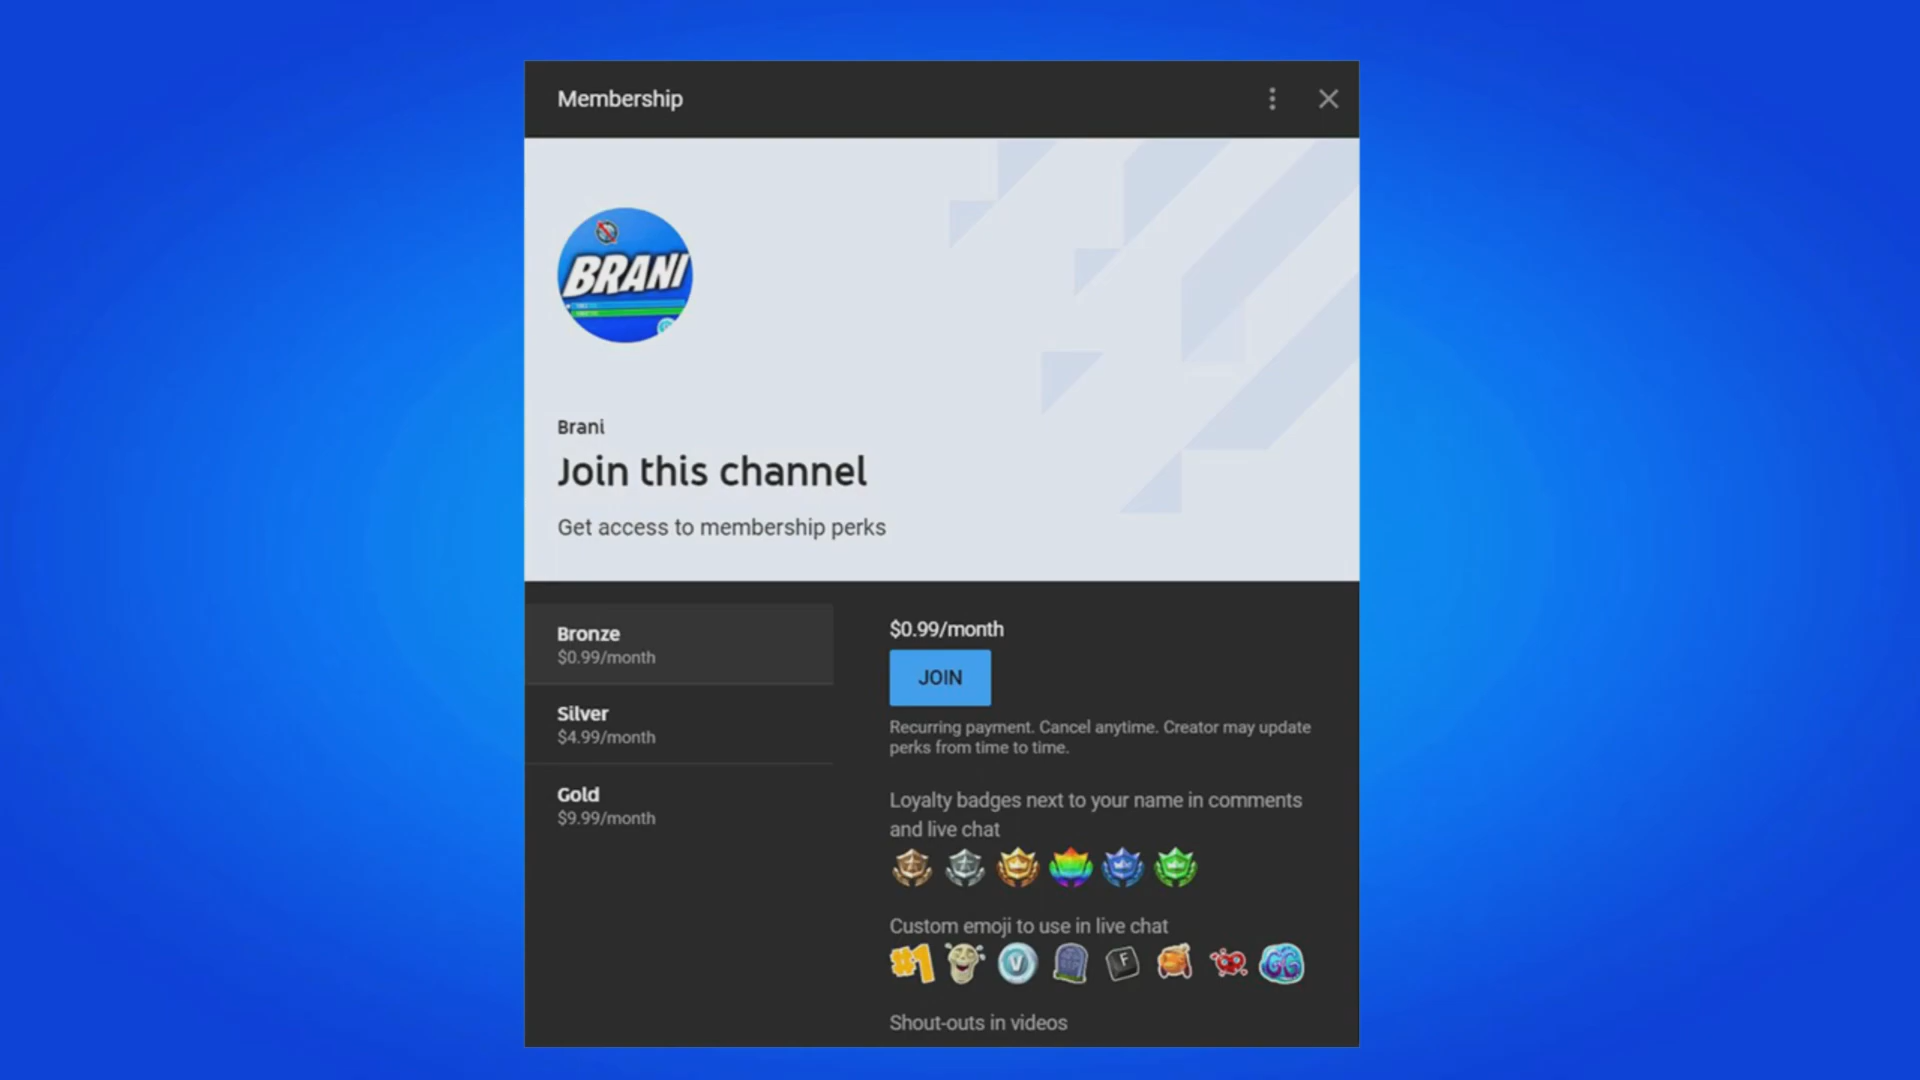 Membership
BRANI
Brani
Join this channel
Get access to membership perks
Bronze
$0.99/month
Silver
$4.99/month
Gold
$9.99/month
$0.99/month
JOIN
Recurring payment. Cancel anytime. Creator may update
perks from time to time.
Loyalty badges next to your name in comments
and live chat
Custom emoji to use in live chat
#1 V F GG
Shout-outs in videos